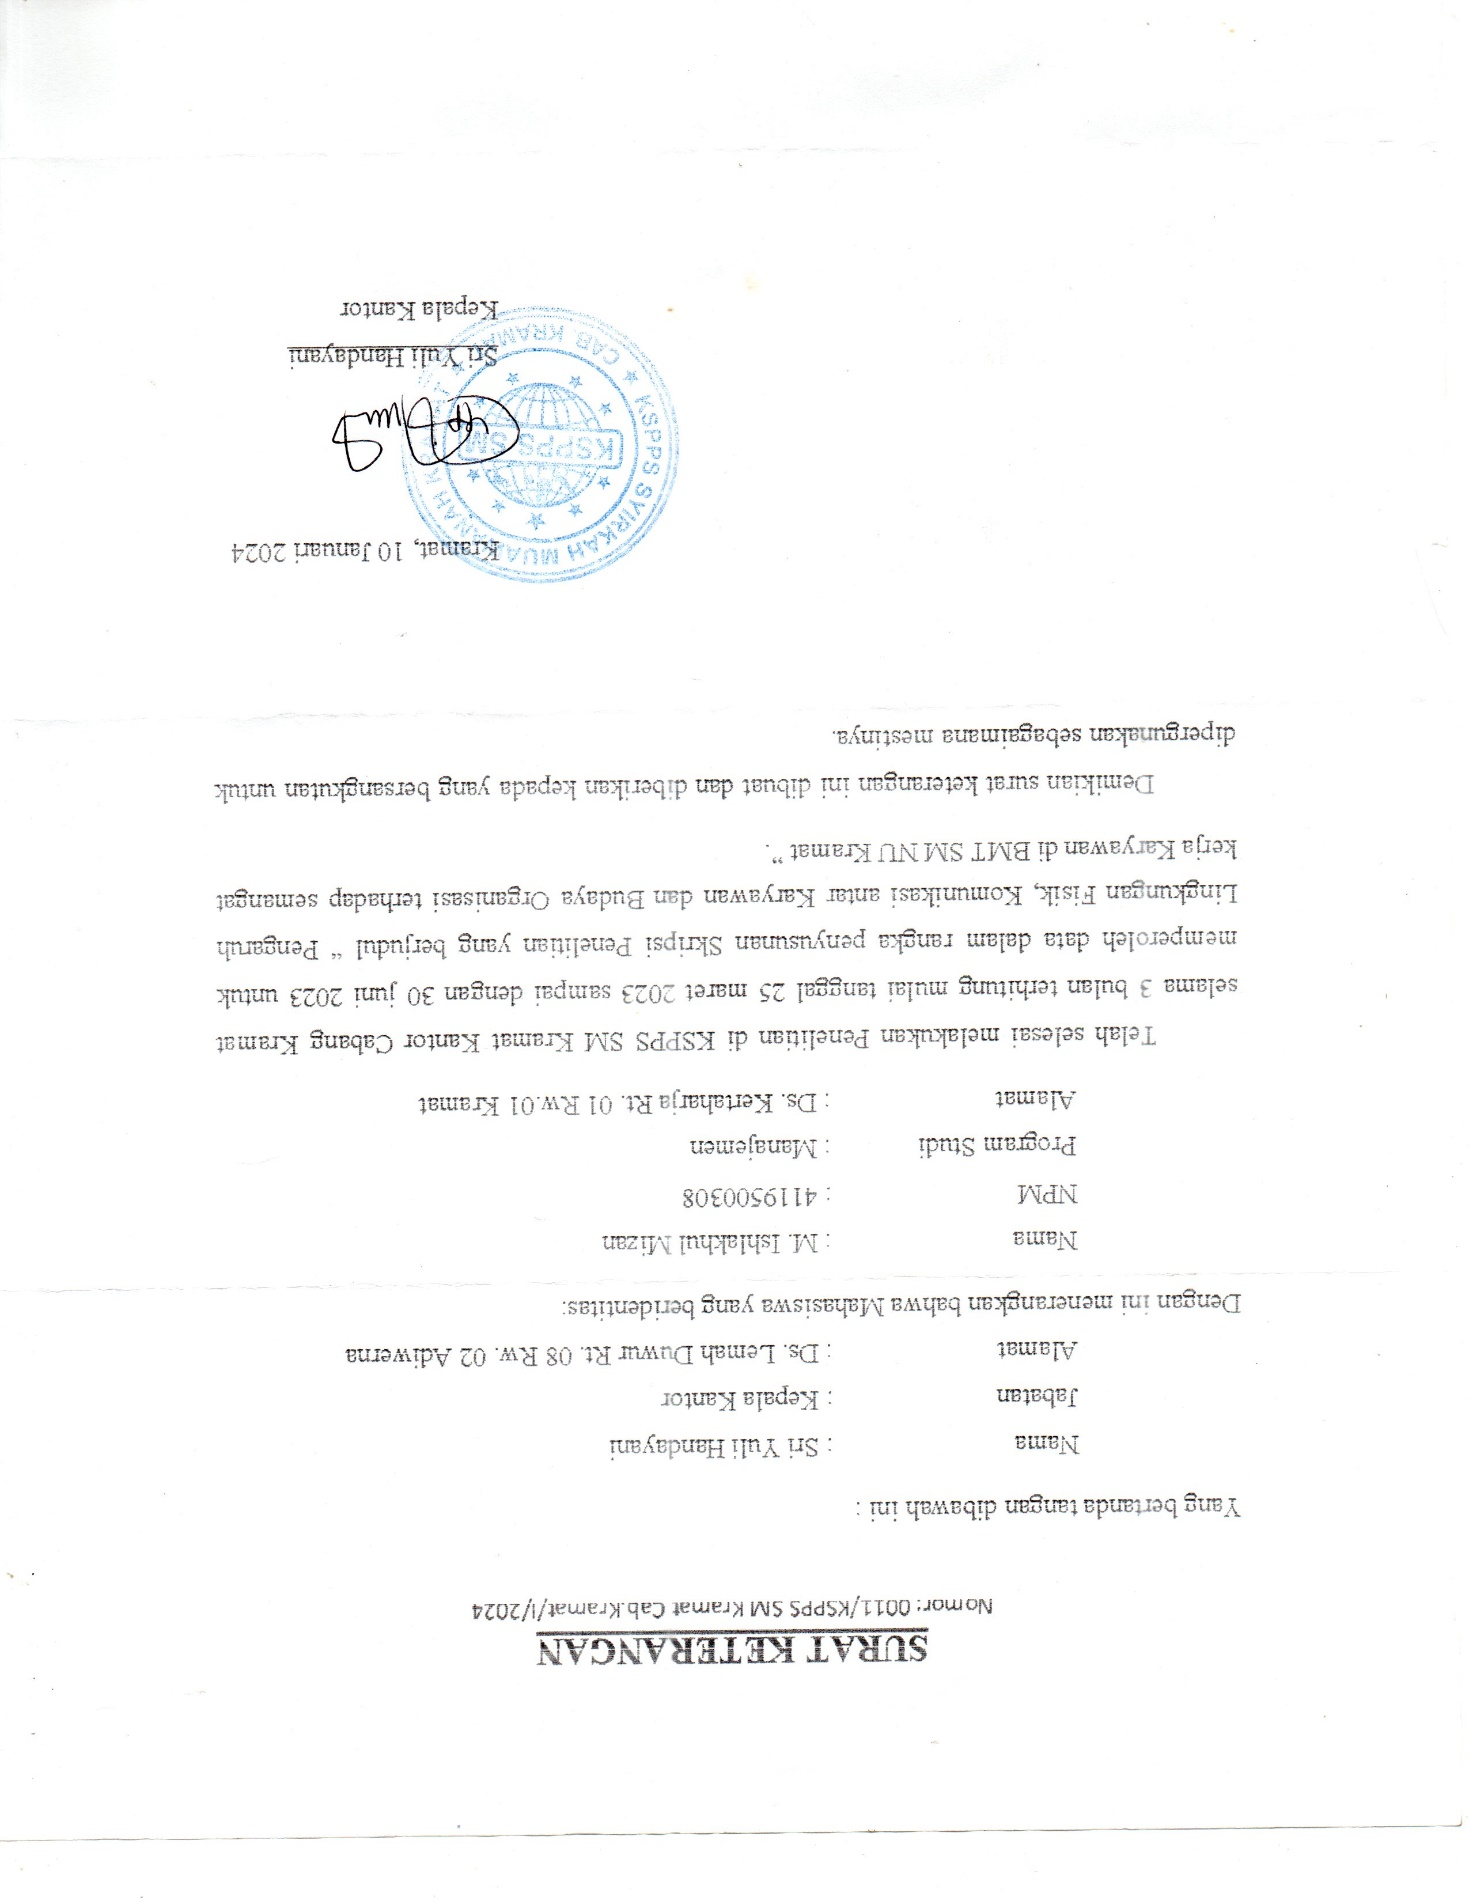 SURAT KETERANGAN
Nomor: 0011/KSPPS SM Kramat Cab.Kramat/I/2024
Yang bertanda tangan dibawah ini :
Nama : Sri Yuli Handayani
Jabatan : Kepala Kantor
Alamat : Ds. Lemah Duwur Rt. 08 Rw. 02 Adiwerna
Dengan ini menerangkan bahwa Mahasiswa yang beridentitas:
Nama : M. Ishlakhul Mizan
NPM : 4119500308
Program Studi : Manajemen
Alamat : Ds. Kertaharja Rt. 01 Rw.01 Kramat
Telah selesai melakukan Penelitian di KSPPS SM Kramat Kantor Cabang Kramat
selama 3 bulan terhitung mulai tanggal 25 maret 2023 sampai dengan 30 juni 2023 untuk
memperoleh data dalam rangka penyusunan Skripsi Penelitian yang berjudul “ Pengaruh
Lingkungan Fisik, Komunikasi antar Karyawan dan Budaya Organisasi terhadap semangat
kerja Karyawan di BMT SM NU Kramat ”.
Demikian surat keterangan ini dibuat dan diberikan kepada yang bersangkutan untuk
dipergunakan sebagaimana mestinya.
Kramat, 10 Januari 2024
KSPPS SYIRKAH MUAWANAH
KSPPS SM
CAB. KRAMAT
Sri Yuli Handayani
Kepala Kantor